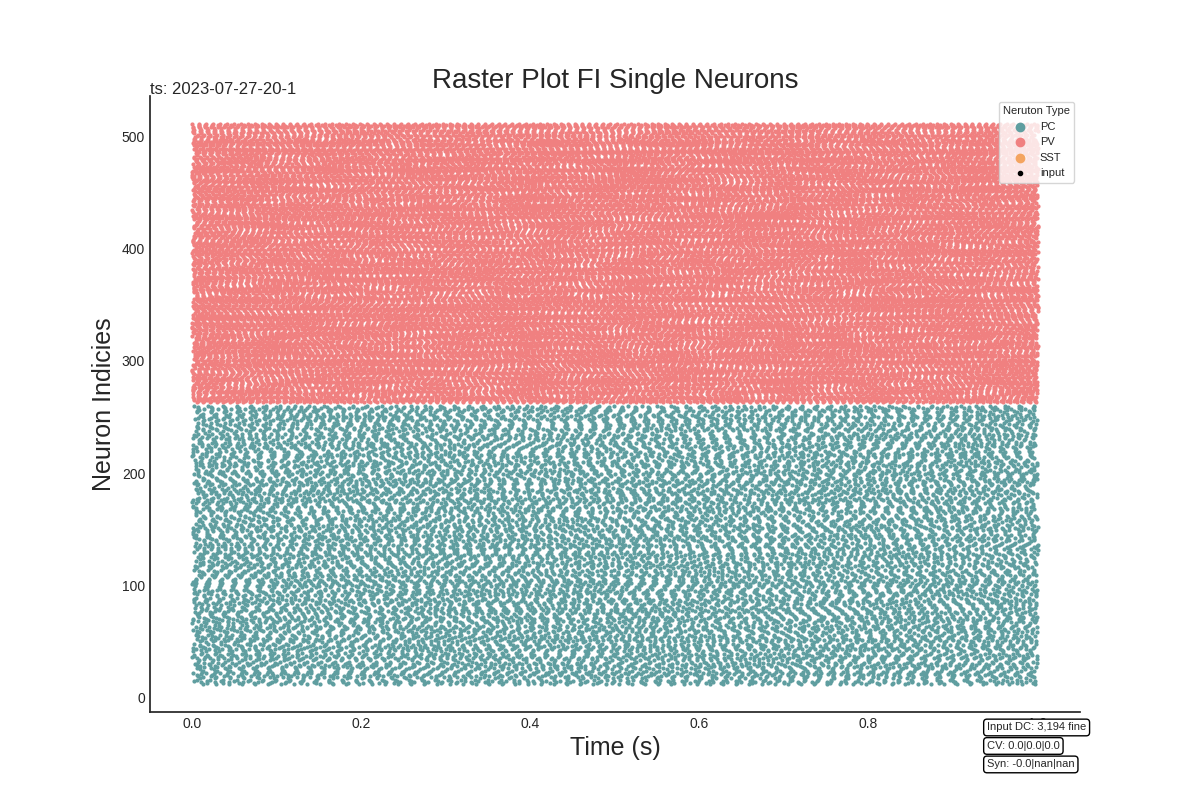 Raster Plot FI Single Neurons
ts: 2023-07-27-20-1
Neruton Type
PC
PV
SST
input
500
400
300
200
100
0
Neuron Indicies
0.0 0.2 0.4 0.6 0.8
Time (s)
Input DC: 3,194 fine
CV: 0.0|0.0|0.0
Syn: -0.0|nan|nan